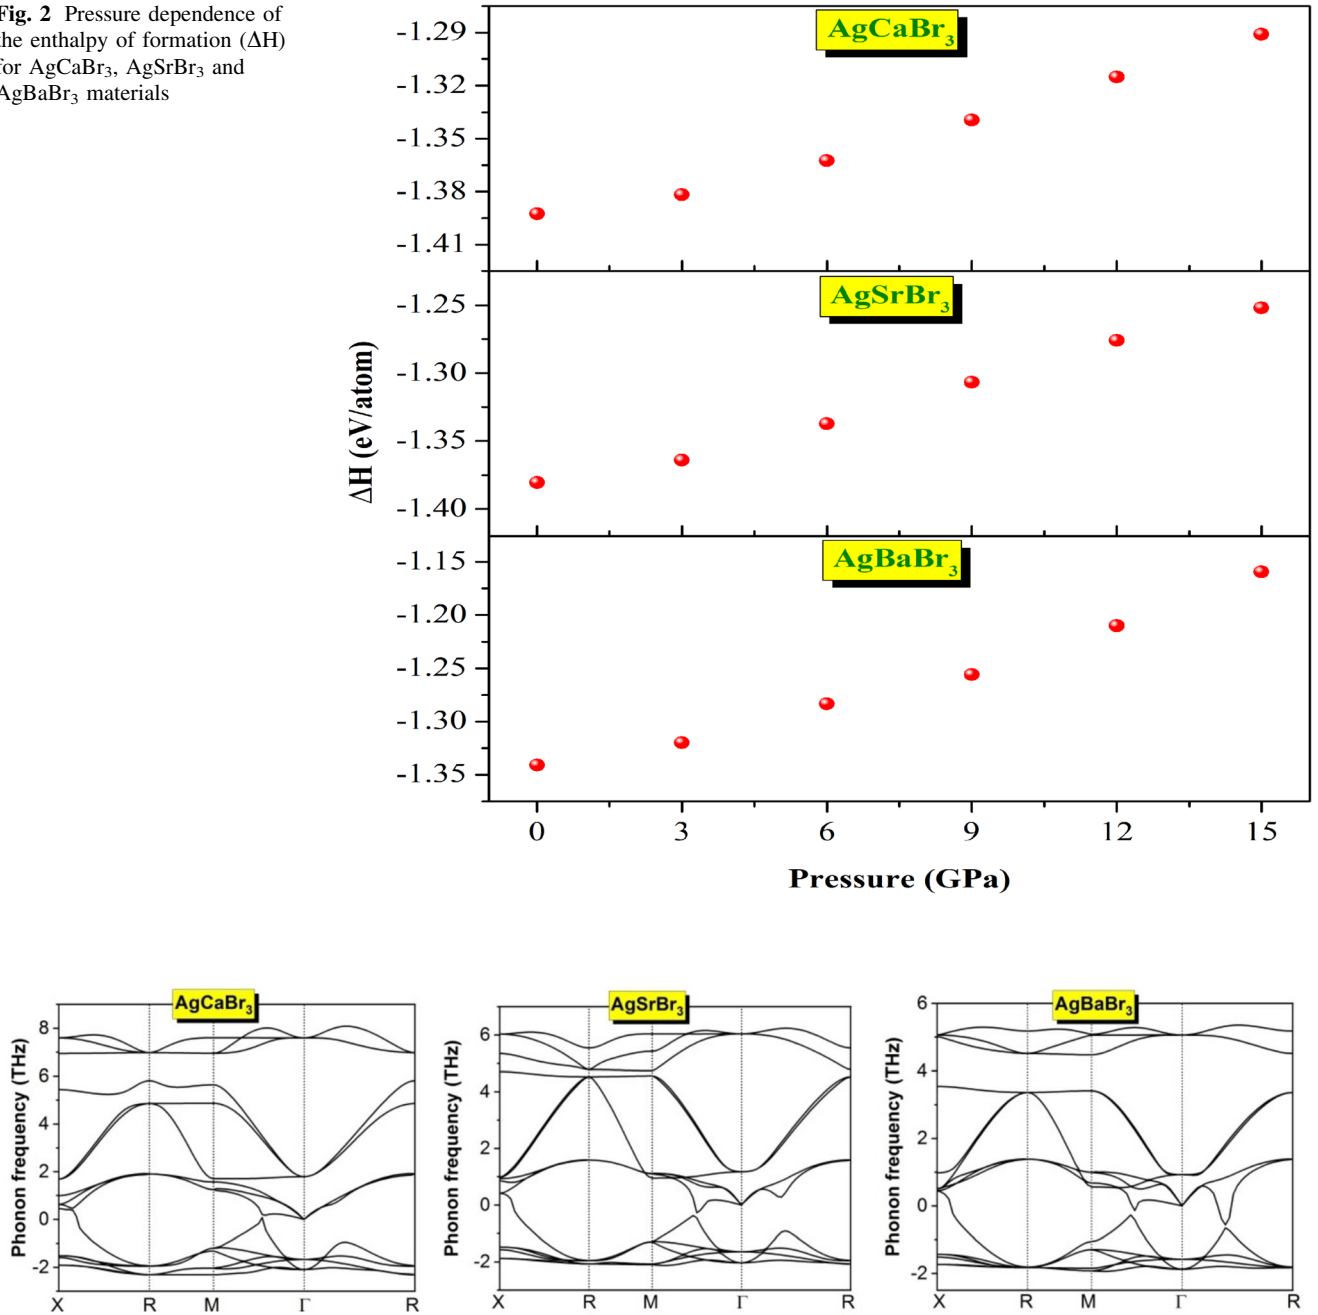 Fig. 2 Pressure dependence of
the enthalpy of formation (ΔH)
for AgCaBr₃, AgSrBr₃ and
AgBaBr₃ materials
AgCaBr₃
-1.29
-1.32
-1.35
-1.38
-1.41
AgSrBr₃
-1.25
-1.30
-1.35
-1.40
ΔH (eV/atom)
AgBaBr₃
-1.15
-1.20
-1.25
-1.30
-1.35
0 3 6 9 12 15
Pressure (GPa)
AgCaBr₃
Phonon frequency (THz)
8
6
4
2
0
-2
X R M Γ R
AgSrBr₃
Phonon frequency (THz)
6
4
2
0
-2
X R M Γ R
AgBaBr₃
Phonon frequency (THz)
6
4
2
0
-2
X R M Γ R